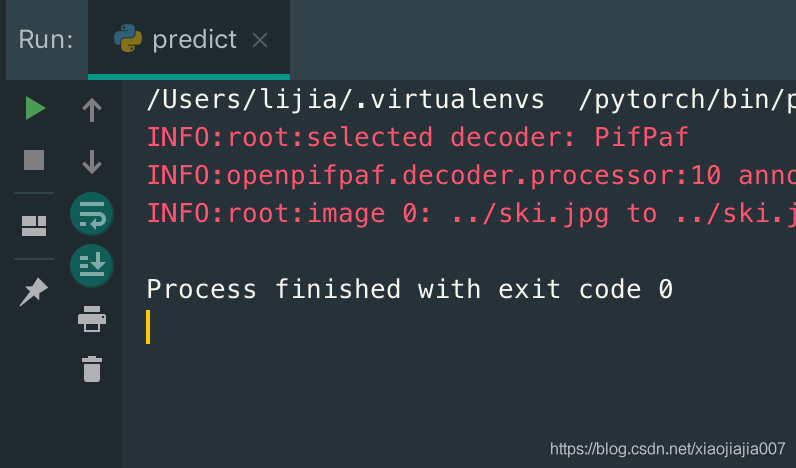 Run: predict
/Users/lijia/.virtualenvs /pytorch/bin/p
INFO:root:selected decoder: PifPaf
INFO:openpifpaf.decoder.processor:10 anno
INFO:root:image 0: ../ski.jpg to ../ski.j
Process finished with exit code 0
https://blog.csdn.net/xiaojiajia007